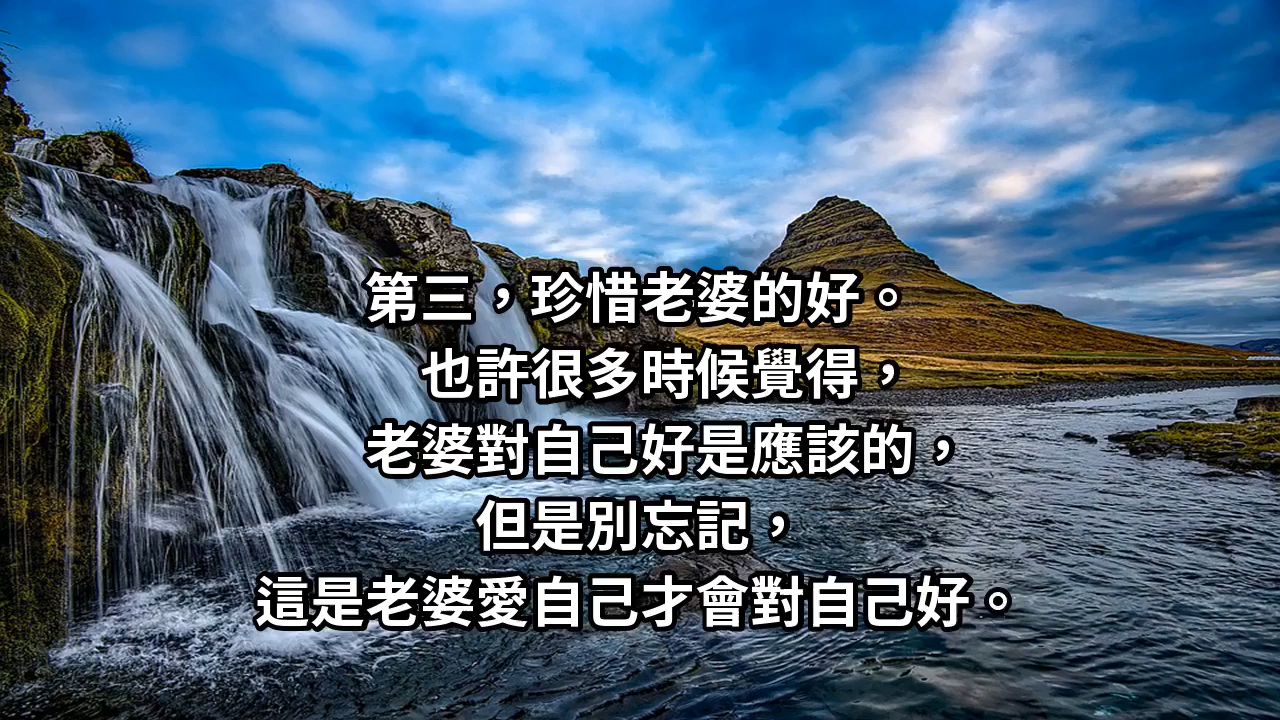 第三，珍惜老婆的好。
也許很多時候覺得，
老婆對自己好是應該的，
但是別忘記，
這是老婆愛自己才會對自己好。